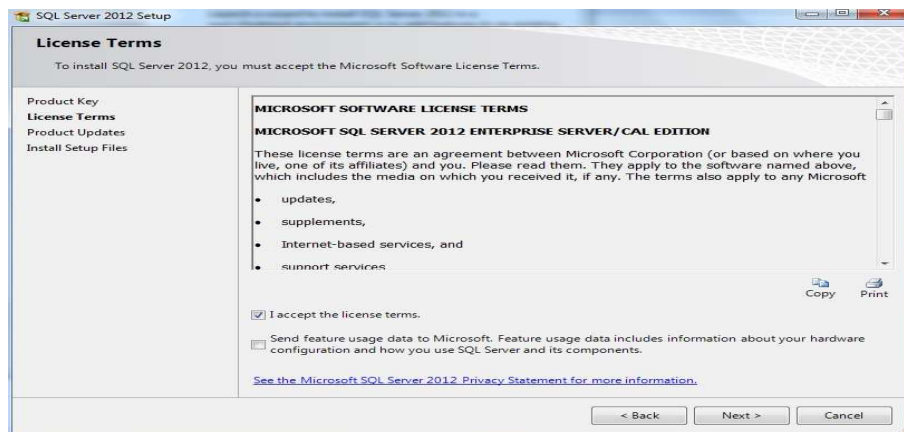 SQL Server 2012 Setup
License Terms
To install SQL Server 2012, you must accept the Microsoft Software License Terms.
Product Key
License Terms
Product Updates
Install Setup Files
MICROSOFT SOFTWARE LICENSE TERMS
MICROSOFT SQL SERVER 2012 ENTERPRISE SERVER/CAL EDITION
These license terms are an agreement between Microsoft Corporation (or based on where you
live, one of its affiliates) and you. Please read them. They apply to the software named above,
which includes the media on which you received it, if any. The terms also apply to any Microsoft
• updates,
• supplements,
• Internet-based services, and
• support services
Copy Print
I accept the license terms.
Send feature usage data to Microsoft. Feature usage data includes information about your hardware
configuration and how you use SQL Server and its components.
See the Microsoft SQL Server 2012 Privacy Statement for more information.
< Back Next > Cancel